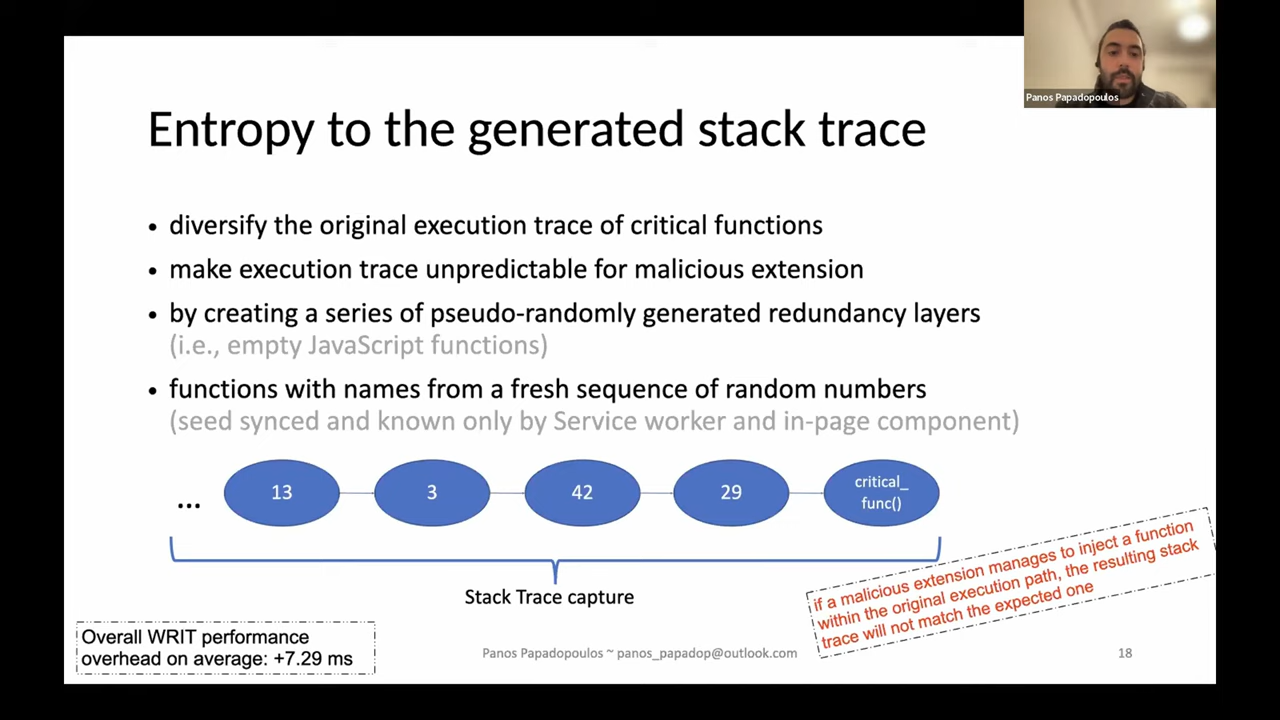 Panos Papadopoulos
Entropy to the generated stack trace
• diversify the original execution trace of critical functions
• make execution trace unpredictable for malicious extension
• by creating a series of pseudo-randomly generated redundancy layers
(i.e., empty JavaScript functions)
• functions with names from a fresh sequence of random numbers
(seed synced and known only by Service worker and in-page component)
... 13 3 42 29 critical_
func()
Stack Trace capture
if a malicious extension manages to inject a function
within the original execution path, the resulting stack
trace will not match the expected one
Overall WRIT performance
overhead on average: +7.29 ms
Panos Papadopoulos ~ panos_papadop@outlook.com
18